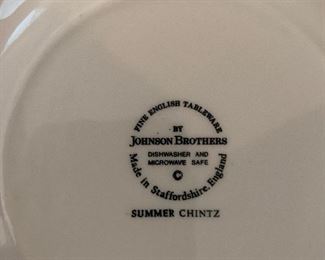 FINE ENGLISH TABLEWARE
BY
JOHNSON BROTHERS
DISHWASHER AND
MICROWAVE SAFE
©
Made in Staffordshire, England
SUMMER CHINTZ